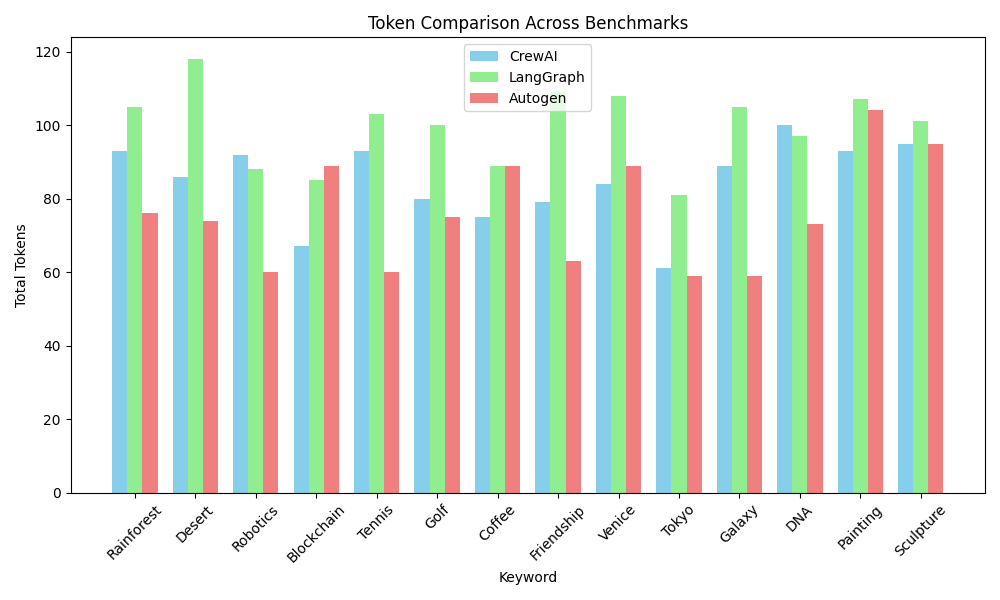 Token Comparison Across Benchmarks
CrewAI
LangGraph
Autogen
Total Tokens
120
100
80
60
40
20
0
Rainforest
Desert
Robotics
Blockchain
Tennis
Golf
Coffee
Friendship
Venice
Tokyo
Galaxy
DNA
Painting
Sculpture
Keyword